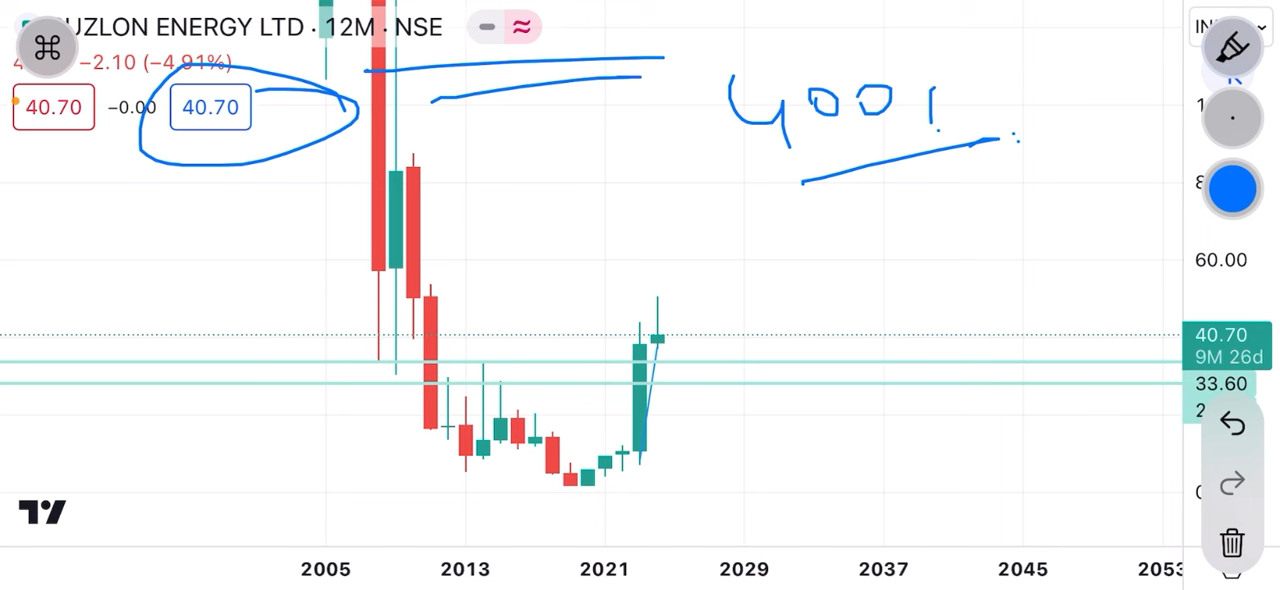 UZLON ENERGY LTD · 12M · NSE
−2.10 (−4.91%)
40.70 −0.00 40.70
400
60.00
40.70
9M 26d
33.60
2005 2013 2021 2029 2037 2045 2053